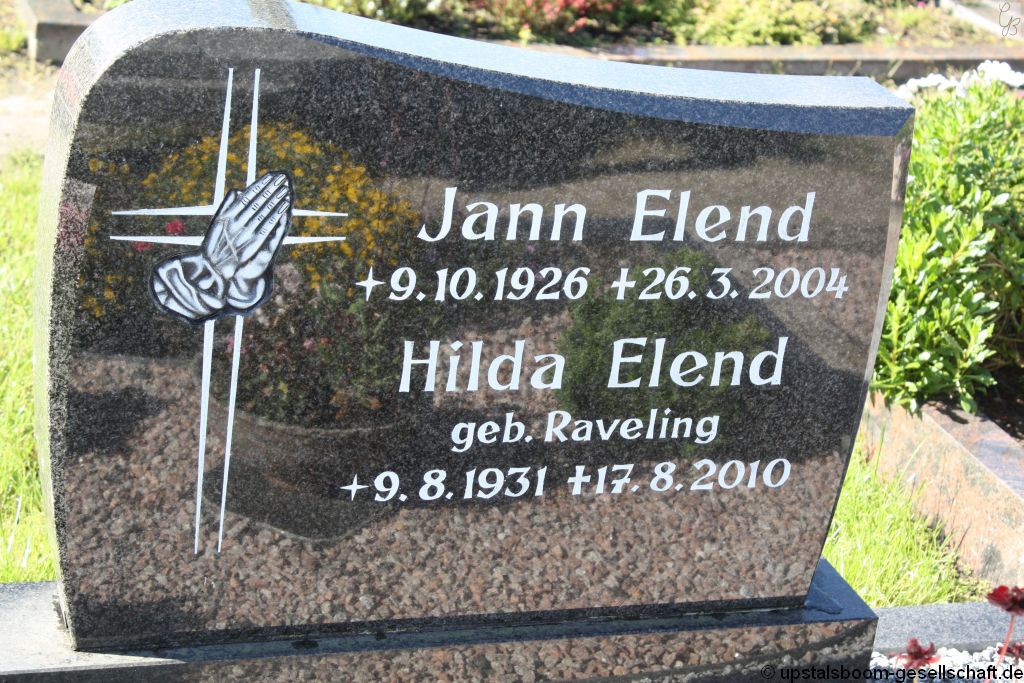 Jann Elend
✦9.10.1926 †26.3.2004
Hilda Elend
geb. Raveling
✦9.8.1931 †17.8.2010
© upstalsboom-gesellschaft.de